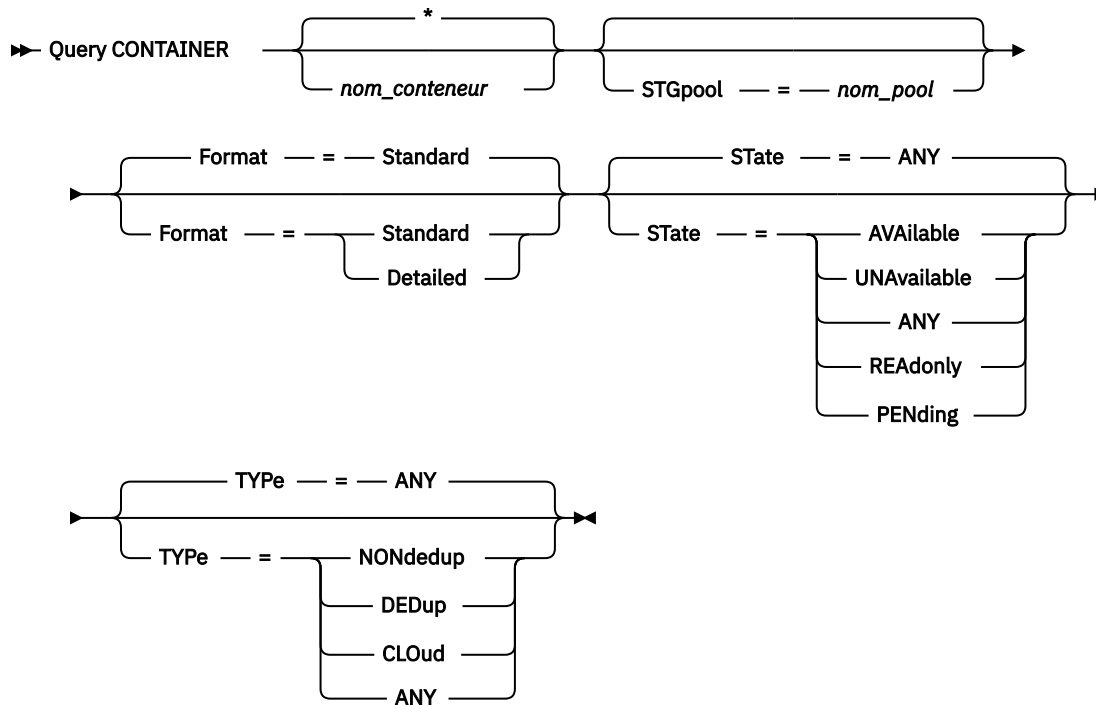 *
Query CONTAINER
nom_conteneur
STGpool = nom_pool
Format = Standard
Format = Standard
Detailed
STate = ANY
STate = AVAilable
UNAvailable
ANY
REAdonly
PENding
TYPe = ANY
TYPe = NONdedup
DEDup
CLOud
ANY